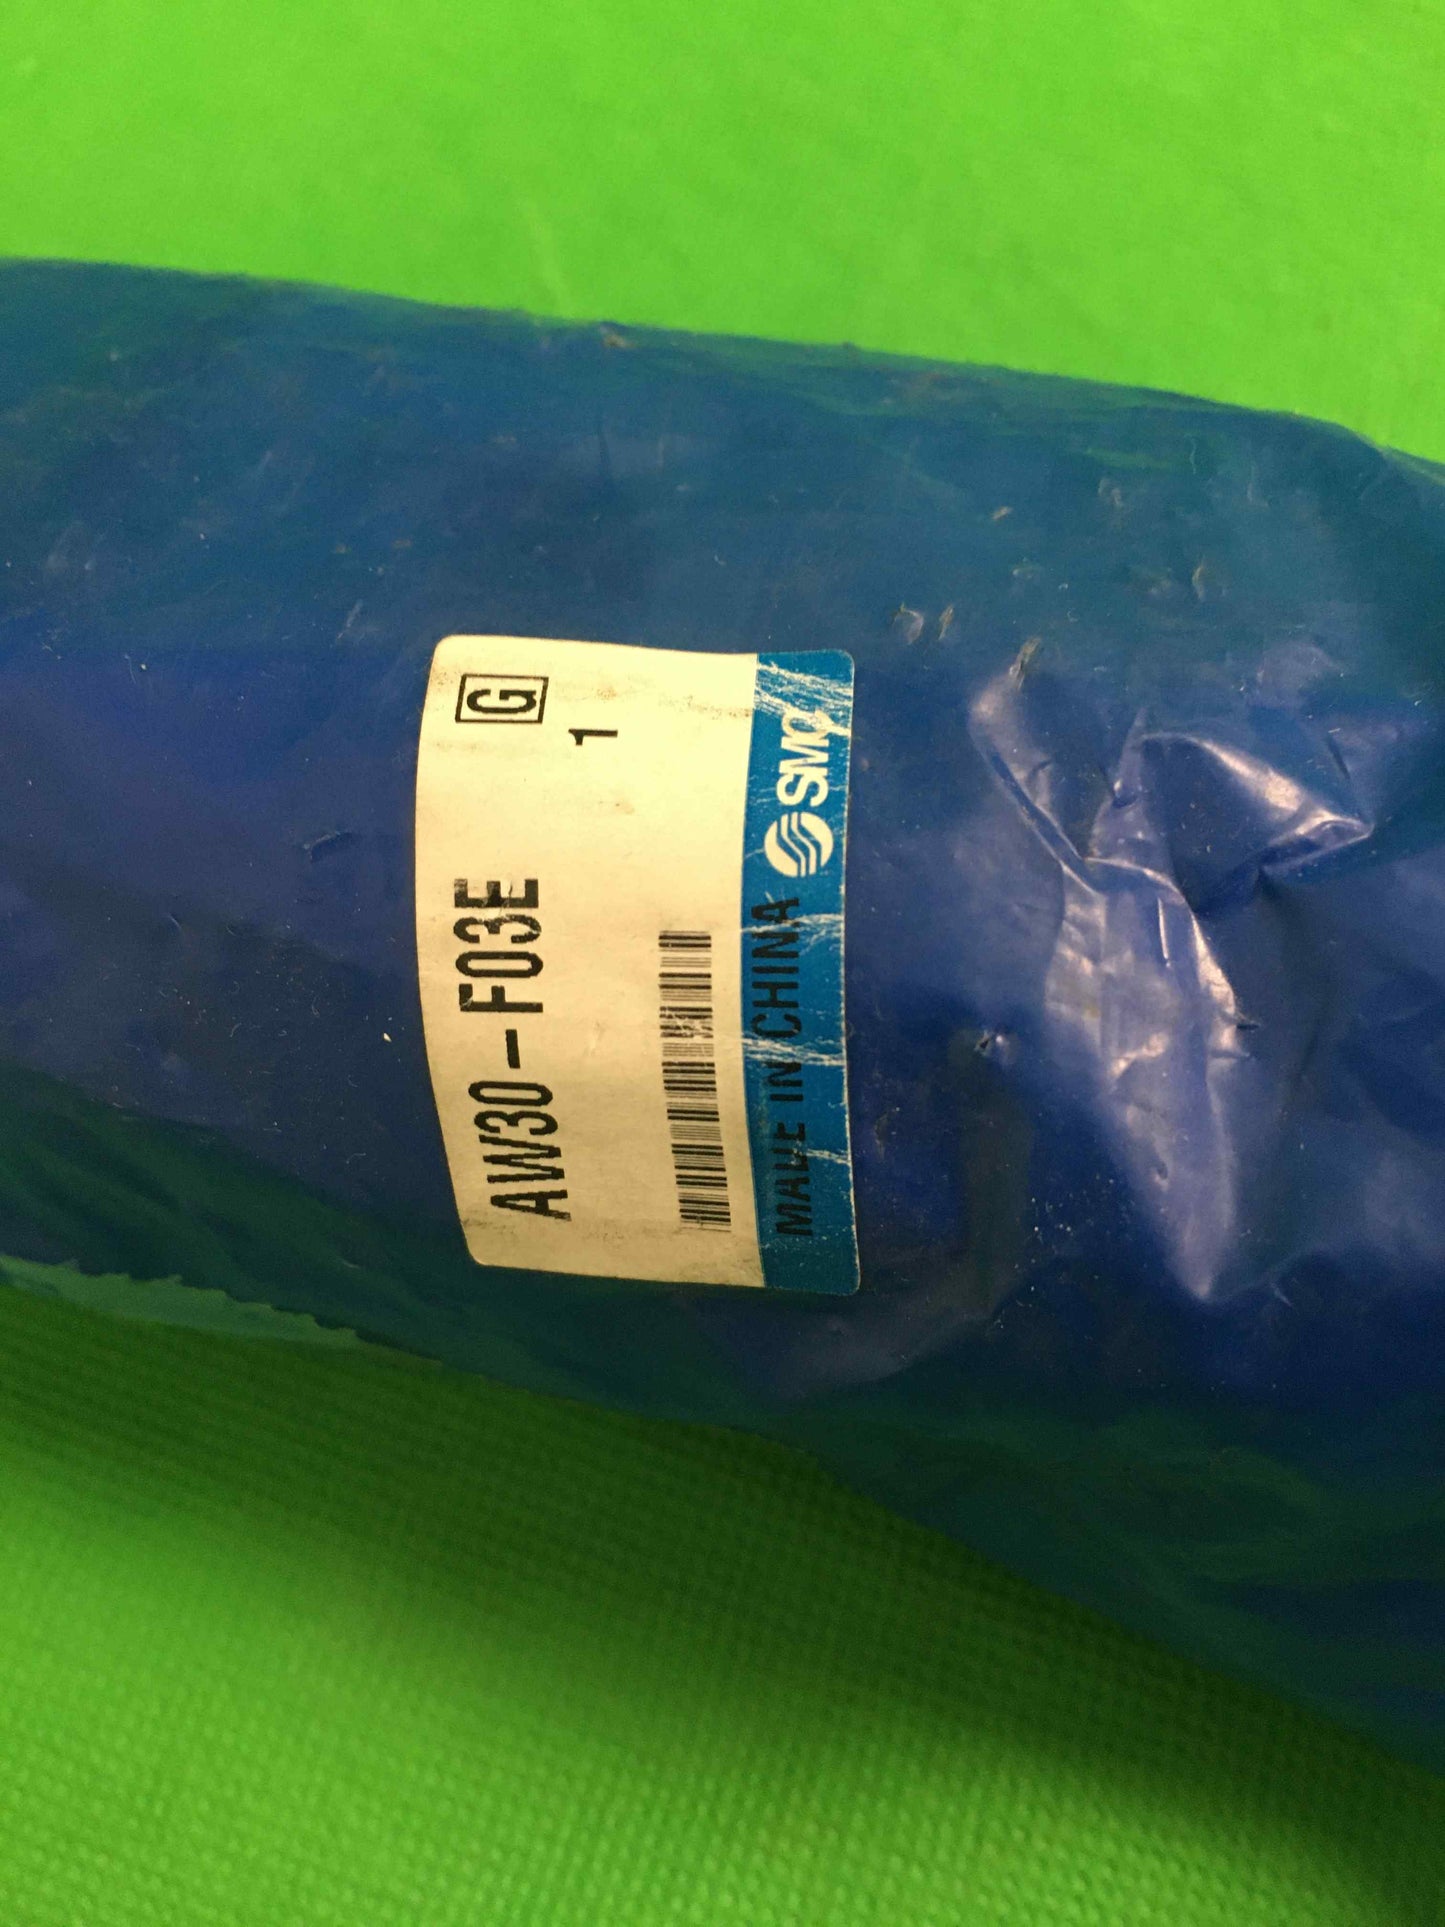 G
AW30-F03E 1
MADE IN CHINA SMC